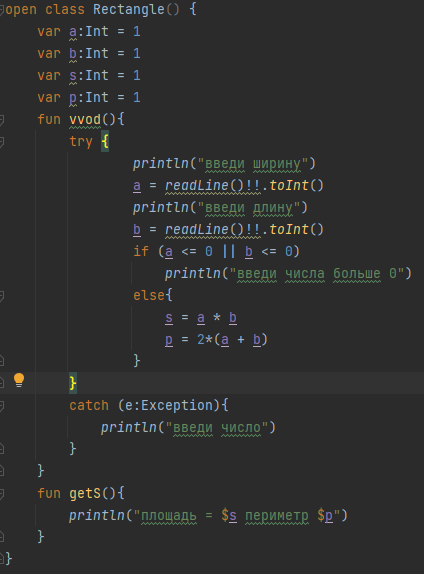 open class Rectangle() {
    var a:Int = 1
    var b:Int = 1
    var s:Int = 1
    var p:Int = 1
    fun vvod(){
        try {
                println("введи ширину")
                a = readLine()!!.toInt()
                println("введи длину")
                b = readLine()!!.toInt()
                if (a <= 0 || b <= 0)
                    println("введи числа больше 0")
                else{
                    s = a * b
                    p = 2*(a + b)
                }
        }
        catch (e:Exception){
            println("введи число")
        }
    }
    fun getS(){
        println("площадь = $s периметр $p")
    }
}